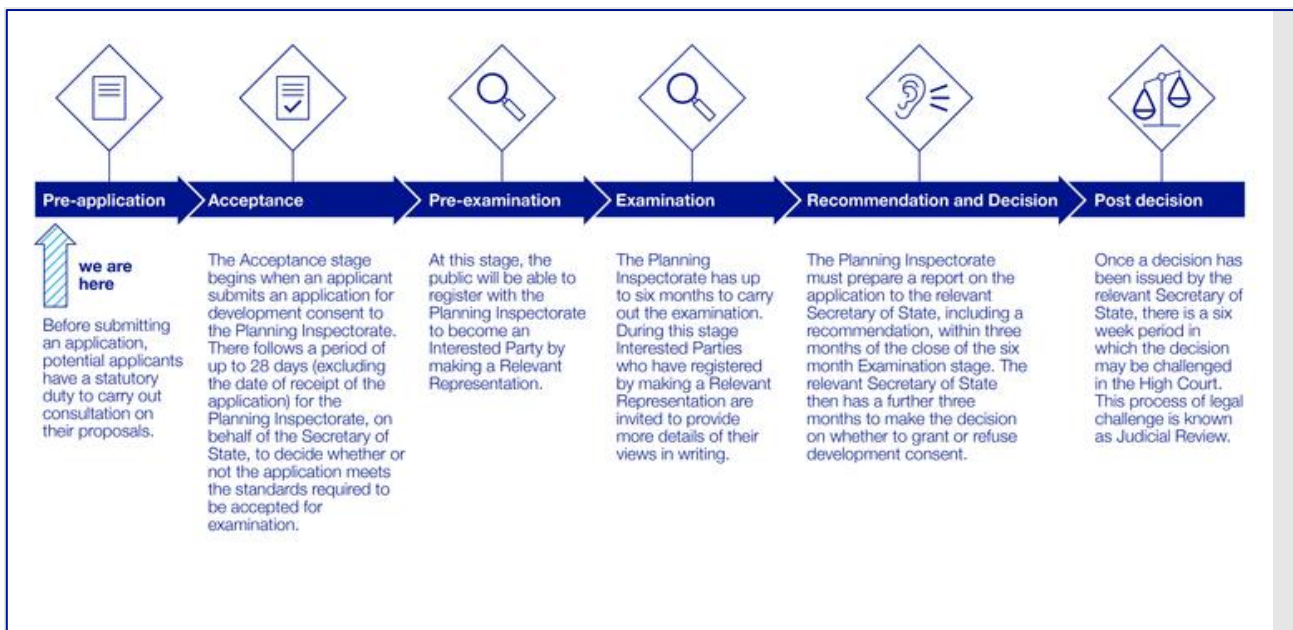 Pre-application
Acceptance
Pre-examination
Examination
Recommendation and Decision
Post decision
we are
here
Before submitting
an application,
potential applicants
have a statutory
duty to carry out
consultation on
their proposals.
The Acceptance stage
begins when an applicant
submits an application for
development consent to
the Planning Inspectorate.
There follows a period of
up to 28 days (excluding
the date of receipt of the
application) for the
Planning Inspectorate, on
behalf of the Secretary of
State, to decide whether or
not the application meets
the standards required to
be accepted for
examination.
At this stage, the
public will be able to
register with the
Planning Inspectorate
to become an
Interested Party by
making a Relevant
Representation.
The Planning
Inspectorate has up
to six months to carry
out the examination.
During this stage
Interested Parties
who have registered
by making a Relevant
Representation are
invited to provide
more details of their
views in writing.
The Planning Inspectorate
must prepare a report on the
application to the relevant
Secretary of State, including a
recommendation, within three
months of the close of the six
month Examination stage. The
relevant Secretary of State
then has a further three
months to make the decision
on whether to grant or refuse
development consent.
Once a decision has
been issued by the
relevant Secretary of
State, there is a six
week period in
which the decision
may be challenged
in the High Court.
This process of legal
challenge is known
as Judicial Review.